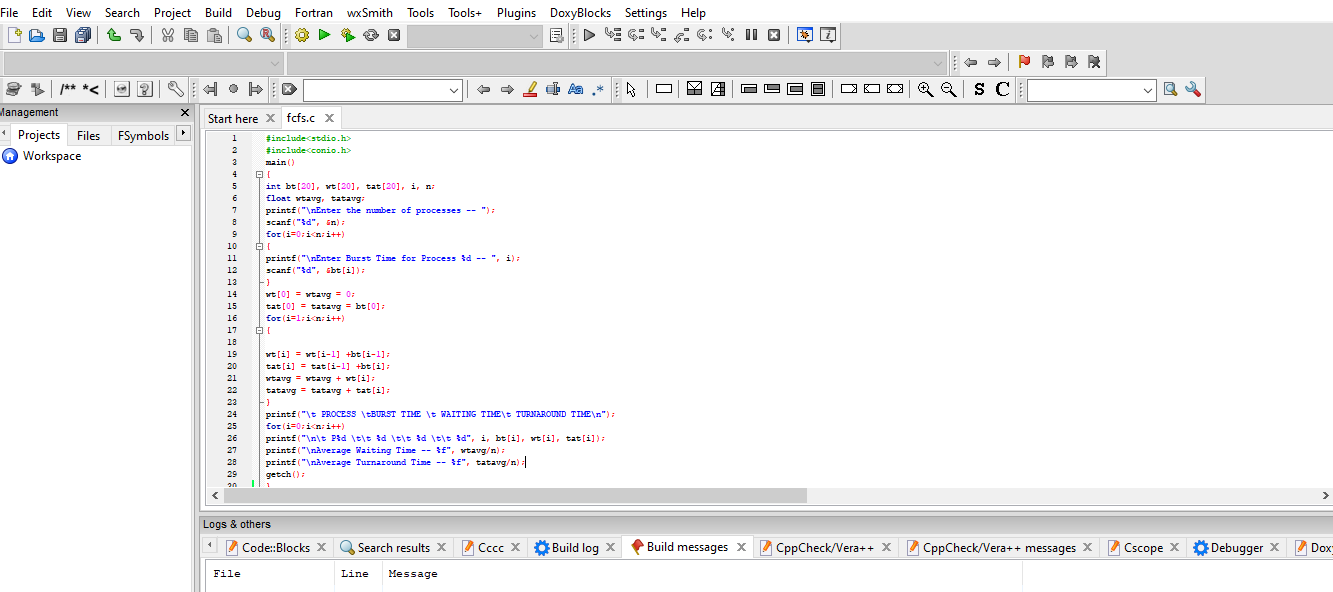 File Edit View Search Project Build Debug Fortran wxSmith Tools Tools+ Plugins DoxyBlocks Settings Help
/** *<
Aa .*
S C
Management
Projects Files FSymbols
Workspace
Start here fcfs.c
1 #include<stdio.h>
2 #include<conio.h>
3 main()
4 {
5 int bt[20], wt[20], tat[20], i, n;
6 float wtavg, tatavg;
7 printf("\nEnter the number of processes -- ");
8 scanf("%d", &n);
9 for(i=0;i<n;i++)
10 {
11 printf("\nEnter Burst Time for Process %d -- ", i);
12 scanf("%d", &bt[i]);
13 }
14 wt[0] = wtavg = 0;
15 tat[0] = tatavg = bt[0];
16 for(i=1;i<n;i++)
17 {
18
19 wt[i] = wt[i-1] +bt[i-1];
20 tat[i] = tat[i-1] +bt[i];
21 wtavg = wtavg + wt[i];
22 tatavg = tatavg + tat[i];
23 }
24 printf("\t PROCESS \tBURST TIME \t WAITING TIME\t TURNAROUND TIME\n");
25 for(i=0;i<n;i++)
26 printf("\n\t P%d \t\t %d \t\t %d \t\t %d", i, bt[i], wt[i], tat[i]);
27 printf("\nAverage Waiting Time -- %f", wtavg/n);
28 printf("\nAverage Turnaround Time -- %f", tatavg/n);
29 getch();
30 }
Logs & others
Code::Blocks Search results Cccc Build log Build messages CppCheck/Vera++ CppCheck/Vera++ messages Cscope Debugger Doxy
File Line Message